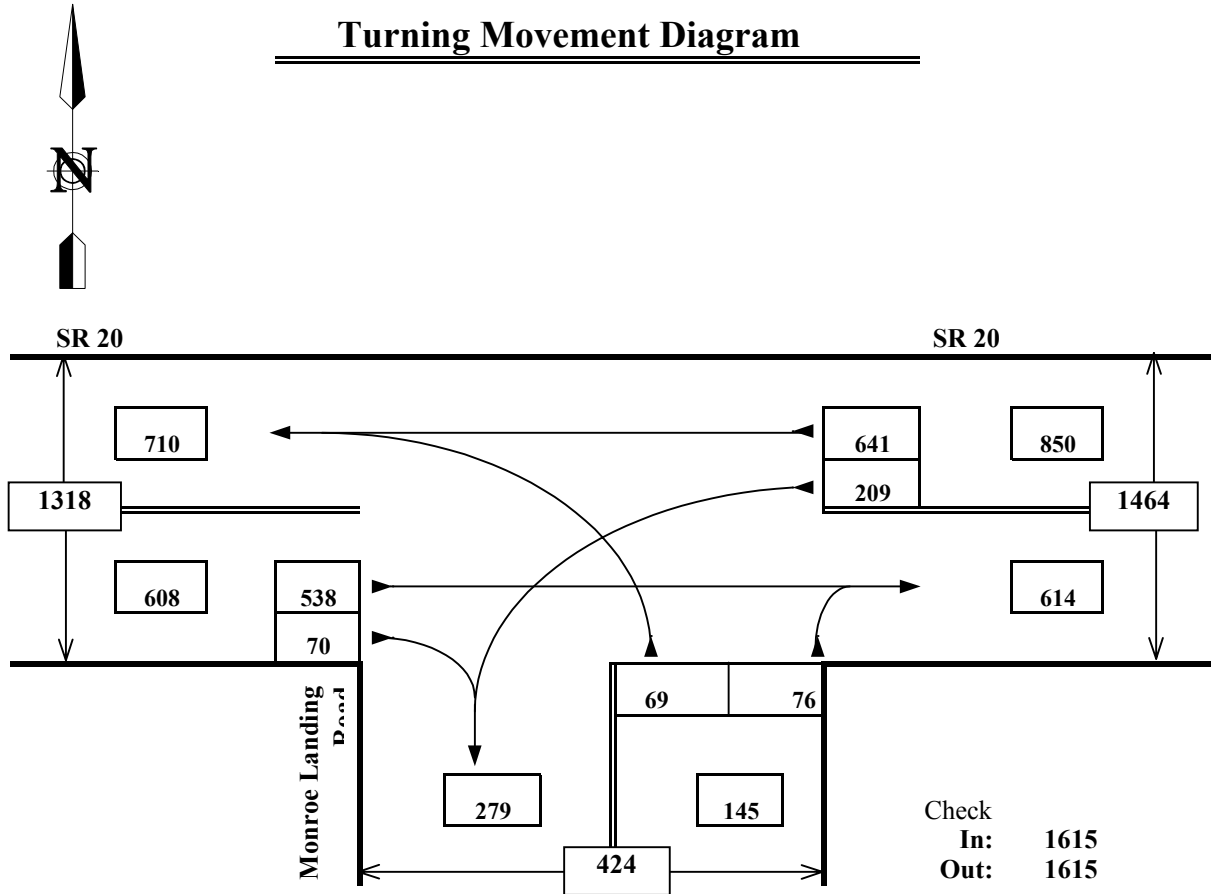 Turning Movement Diagram
N
SR 20 SR 20
710 641 850
209
1318 1464
608 538 614
70
69 76
Monroe Landing
279 145
424
Check
In: 1615
Out: 1615